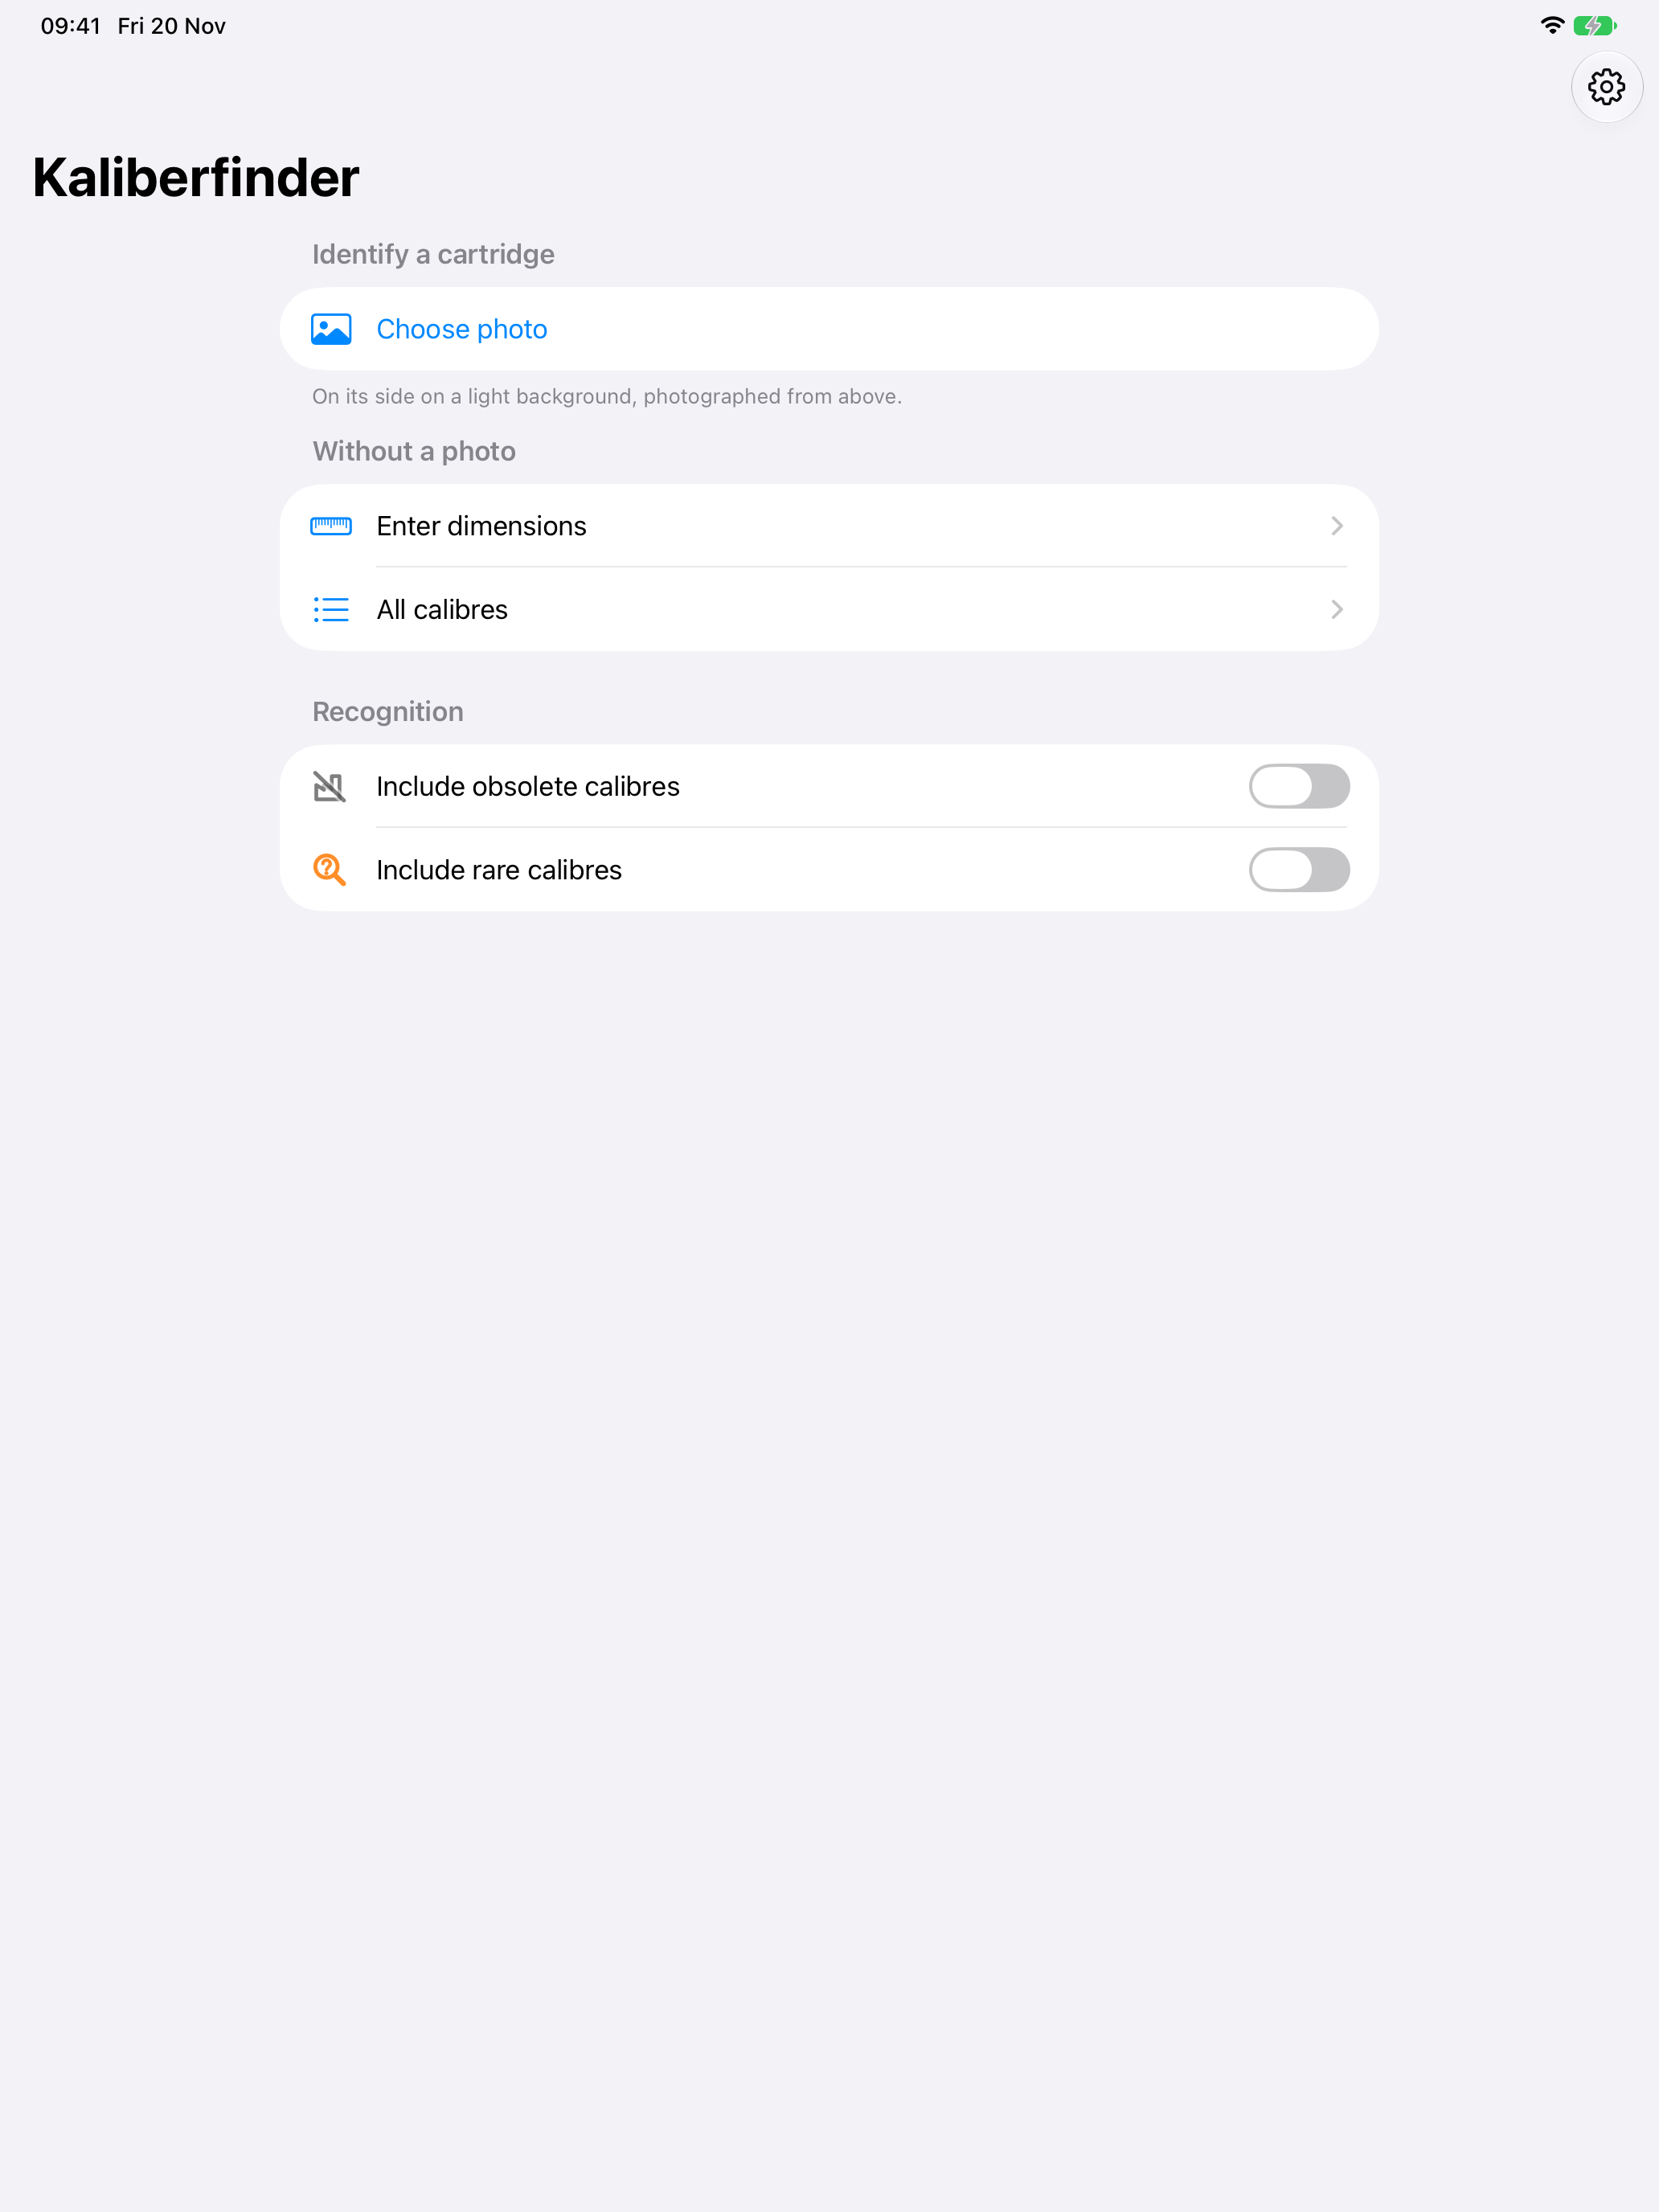 09:41 Fri 20 Nov
Kaliberfinder
Identify a cartridge
Choose photo
On its side on a light background, photographed from above.
Without a photo
Enter dimensions
All calibres
Recognition
Include obsolete calibres
Include rare calibres